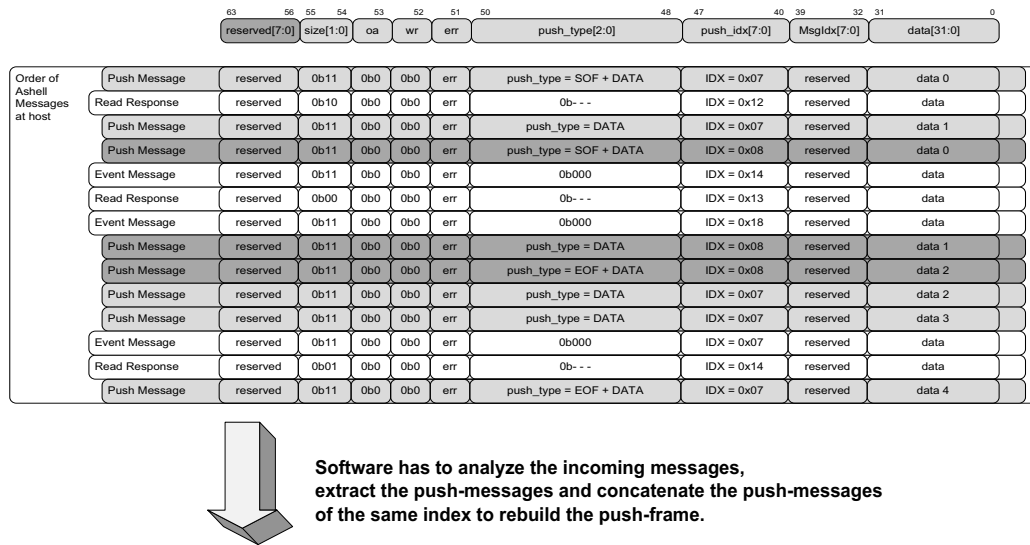 63 56 55 54 53 52 51 50 48 47 40 39 32 31 0
reserved[7:0] size[1:0] oa wr err push_type[2:0] push_idx[7:0] MsgIdx[7:0] data[31:0]
Order of
Ashell
Messages
at host
Push Message reserved 0b11 0b0 0b0 err push_type = SOF + DATA IDX = 0x07 reserved data 0
Read Response reserved 0b10 0b0 0b0 err 0b- - - IDX = 0x12 reserved data
Push Message reserved 0b11 0b0 0b0 err push_type = DATA IDX = 0x07 reserved data 1
Push Message reserved 0b11 0b0 0b0 err push_type = SOF + DATA IDX = 0x08 reserved data 0
Event Message reserved 0b11 0b0 0b0 err 0b000 IDX = 0x14 reserved data
Read Response reserved 0b00 0b0 0b0 err 0b- - - IDX = 0x13 reserved data
Event Message reserved 0b11 0b0 0b0 err 0b000 IDX = 0x18 reserved data
Push Message reserved 0b11 0b0 0b0 err push_type = DATA IDX = 0x08 reserved data 1
Push Message reserved 0b11 0b0 0b0 err push_type = EOF + DATA IDX = 0x08 reserved data 2
Push Message reserved 0b11 0b0 0b0 err push_type = DATA IDX = 0x07 reserved data 2
Push Message reserved 0b11 0b0 0b0 err push_type = DATA IDX = 0x07 reserved data 3
Event Message reserved 0b11 0b0 0b0 err 0b000 IDX = 0x07 reserved data
Read Response reserved 0b01 0b0 0b0 err 0b- - - IDX = 0x14 reserved data
Push Message reserved 0b11 0b0 0b0 err push_type = EOF + DATA IDX = 0x07 reserved data 4
Software has to analyze the incoming messages,
extract the push-messages and concatenate the push-messages
of the same index to rebuild the push-frame.